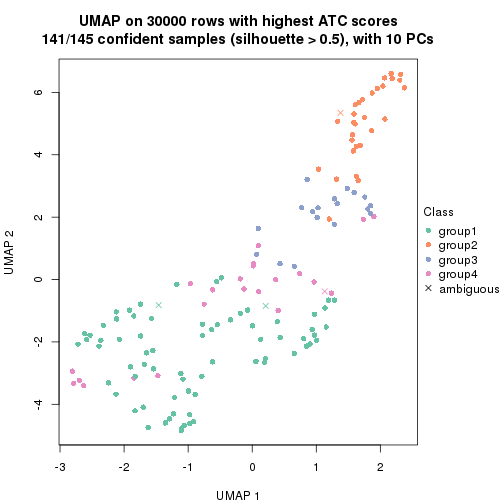 UMAP on 30000 rows with highest ATC scores
141/145 confident samples (silhouette > 0.5), with 10 PCs
6
4
2
0
-2
-4
UMAP 2
-3
-2
-1
0
1
2
UMAP 1
Class
group1
group2
group3
group4
ambiguous